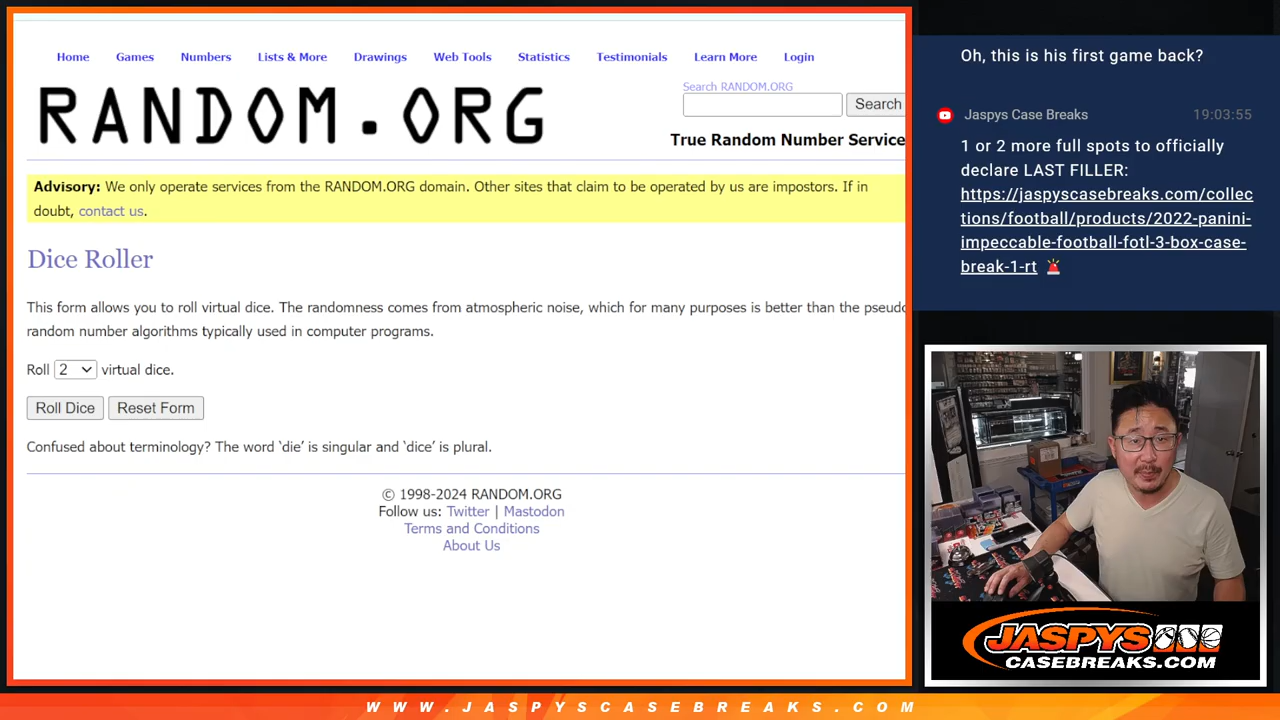 Home Games Numbers Lists & More Drawings Web Tools Statistics Testimonials Learn More Login
RANDOM.ORG
Search RANDOM.ORG
Search
True Random Number Service
Advisory: We only operate services from the RANDOM.ORG domain. Other sites that claim to be operated by us are impostors. If in
doubt, contact us.
Dice Roller
This form allows you to roll virtual dice. The randomness comes from atmospheric noise, which for many purposes is better than the pseudo
random number algorithms typically used in computer programs.
Roll 2 virtual dice.
Roll Dice Reset Form
Confused about terminology? The word ‘die’ is singular and ‘dice’ is plural.
© 1998-2024 RANDOM.ORG
Follow us: Twitter | Mastodon
Terms and Conditions
About Us
Oh, this is his first game back?
Jaspys Case Breaks 19:03:55
1 or 2 more full spots to officially
declare LAST FILLER:
https://jaspyscasebreaks.com/collec
tions/football/products/2022-panini-
impeccable-football-fotl-3-box-case-
break-1-rt
JASPYS
CASEBREAKS.COM
WWW.JASPYSCASEBREAKS.COM